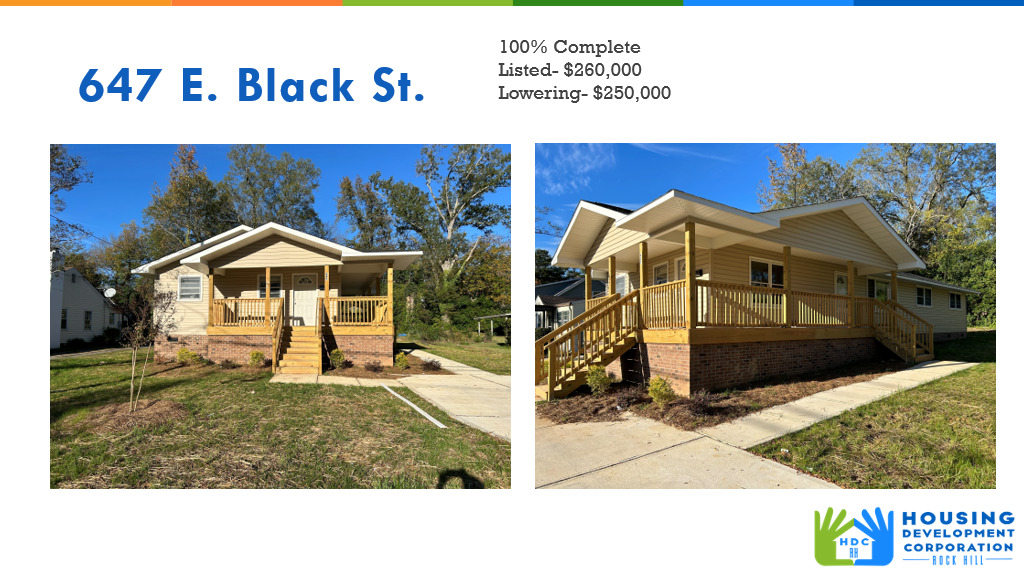 647 E. Black St.
100% Complete
Listed- $260,000
Lowering- $250,000
HDC
RH
HOUSING
DEVELOPMENT
CORPORATION
ROCK HILL